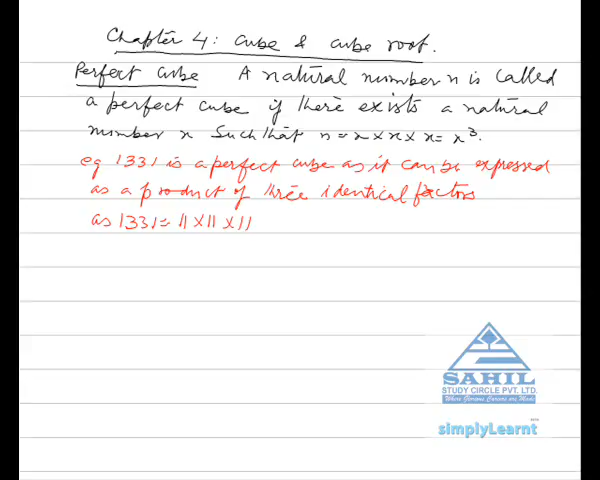 Chapter 4: cube & cube root.
Perfect cube A natural number n is called
a perfect cube if there exists a natural
number x Such that n = x × x × x = x³.
eg 1331 is a perfect cube as it can be expressed
as a product of three identical factors
as 1331 = 11 × 11 × 11
SAHIL
STUDY CIRCLE PVT. LTD.
Where Glorious Careers are Made
simplyLearnt